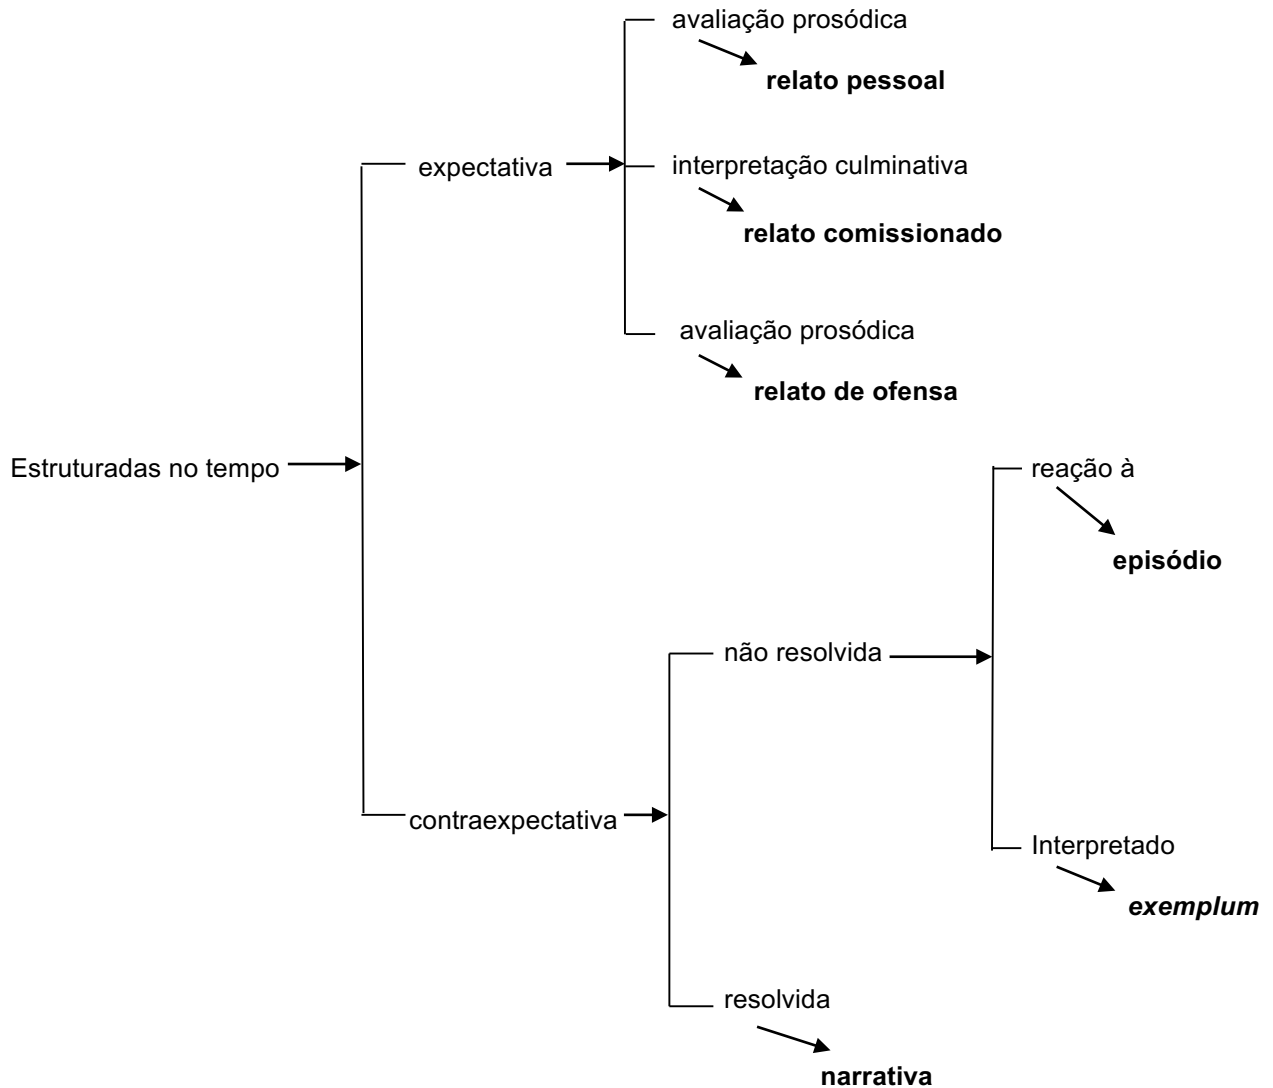 avaliação prosódica
relato pessoal
expectativa
interpretação culminativa
relato comissionado
avaliação prosódica
relato de ofensa
Estruturadas no tempo
reação à
episódio
não resolvida
contraexpectativa
Interpretado
exemplum
resolvida
narrativa